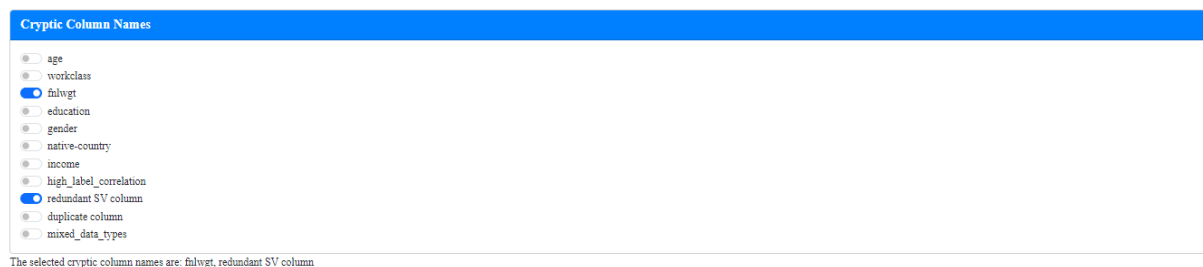 Cryptic Column Names
age
workclass
fnlwgt
education
gender
native-country
income
high_label_correlation
redundant SV column
duplicate column
mixed_data_types
The selected cryptic column names are: fnlwgt, redundant SV column